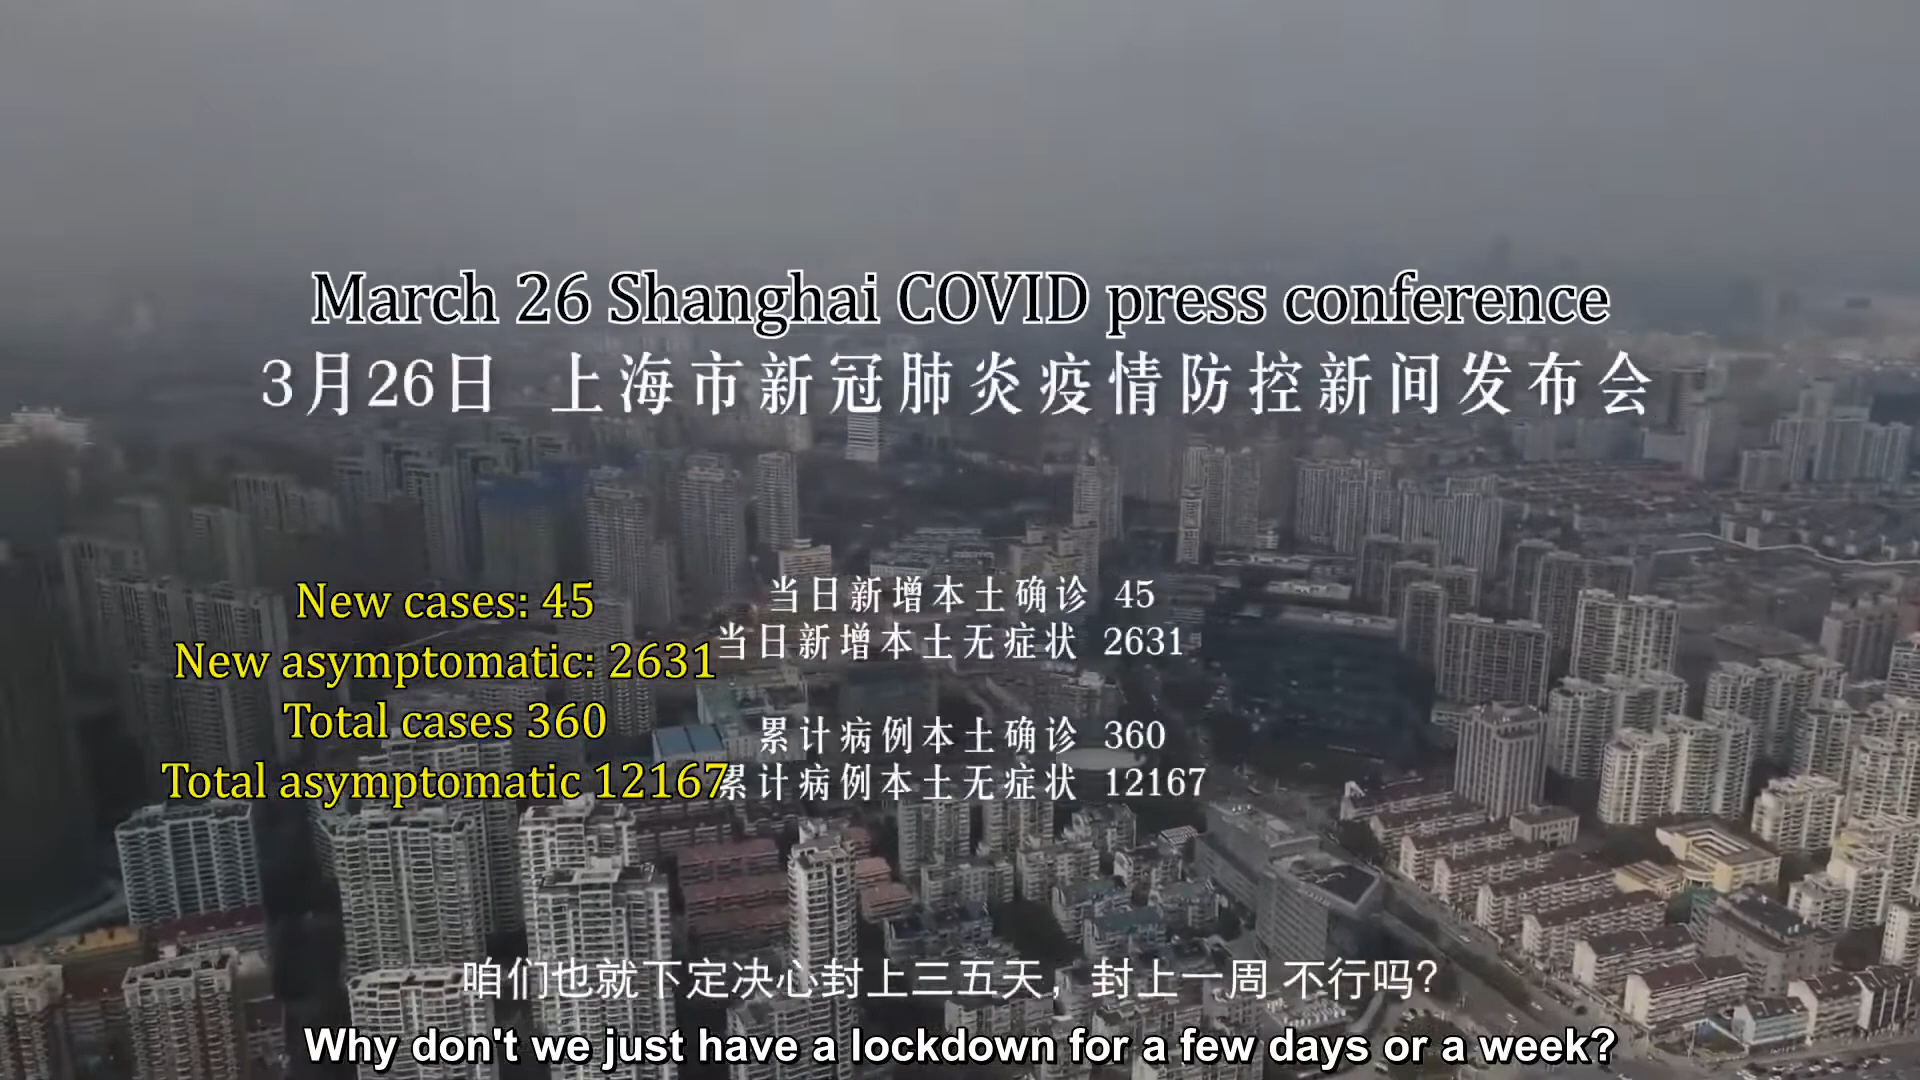 March 26 Shanghai COVID press conference
3月26日 上海市新冠肺炎疫情防控新闻发布会
New cases: 45
New asymptomatic: 2631
Total cases 360
Total asymptomatic 12167
当日新增本土确诊 45
当日新增本土无症状 2631
累计病例本土确诊 360
累计病例本土无症状 12167
咱们也就下定决心封上三五天，封上一周 不行吗？
Why don't we just have a lockdown for a few days or a week?